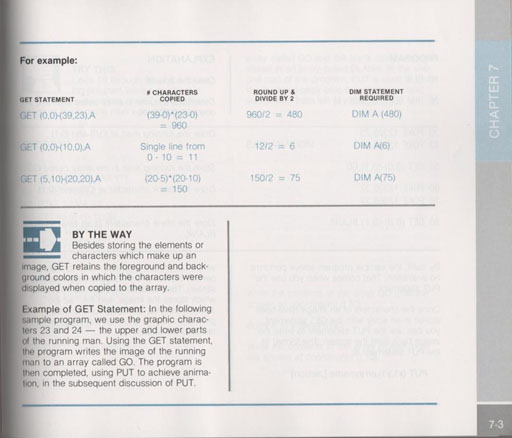 For example:
GET STATEMENT # CHARACTERS COPIED ROUND UP & DIVIDE BY 2 DIM STATEMENT REQUIRED
GET (0,0)-(39,23),A (39-0)*(23-0) = 960 960/2 = 480 DIM A (480)
GET (0,0)-(10,0),A Single line from 0 - 10 = 11 12/2 = 6 DIM A(6).
GET (5,10)-(20,20),A (20-5)*(20-10) = 150 150/2 = 75 DIM A(75)
BY THE WAY
Besides storing the elements or
characters which make up an
image, GET retains the foreground and back-
ground colors in which the characters were
displayed when copied to the array.
Example of GET Statement: In the following
sample program, we use the graphic charac-
ters 23 and 24 — the upper and lower parts
of the running man. Using the GET statement,
the program writes the image of the running
man to an array called GO. The program is
then completed, using PUT to achieve anima-
tion, in the subsequent discussion of PUT.
CHAPTER 7
7-3